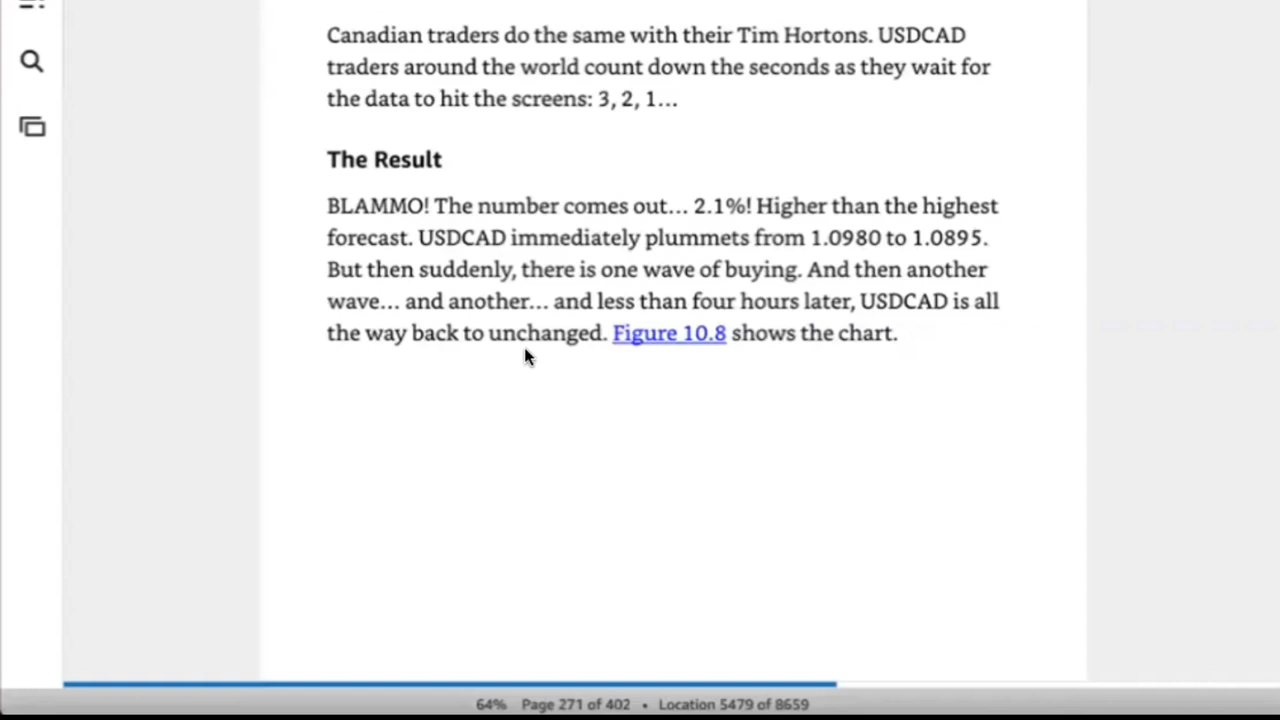 Canadian traders do the same with their Tim Hortons. USDCAD
traders around the world count down the seconds as they wait for
the data to hit the screens: 3, 2, 1…
The Result
BLAMMO! The number comes out… 2.1%! Higher than the highest
forecast. USDCAD immediately plummets from 1.0980 to 1.0895.
But then suddenly, there is one wave of buying. And then another
wave… and another… and less than four hours later, USDCAD is all
the way back to unchanged. Figure 10.8 shows the chart.
64% Page 271 of 402 • Location 5479 of 8659